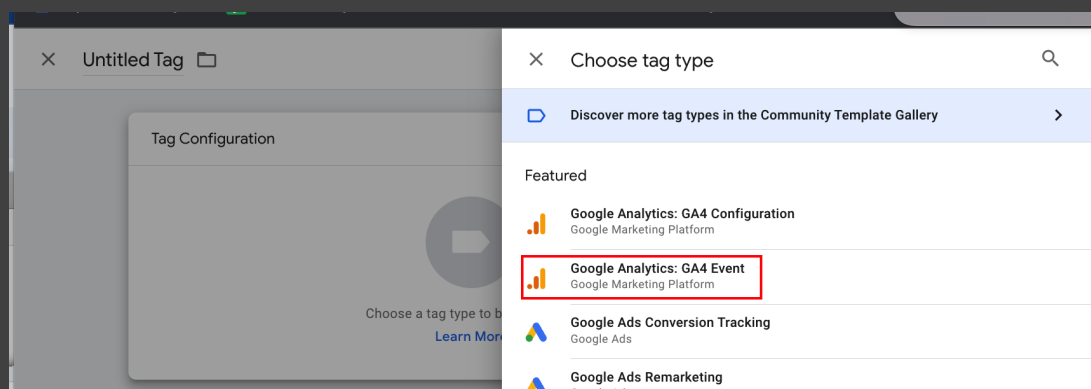 Untitled Tag
Choose tag type
Discover more tag types in the Community Template Gallery
Tag Configuration
Featured
Google Analytics: GA4 Configuration
Google Marketing Platform
Google Analytics: GA4 Event
Google Marketing Platform
Choose a tag type to b
Learn Mor
Google Ads Conversion Tracking
Google Ads
Google Ads Remarketing